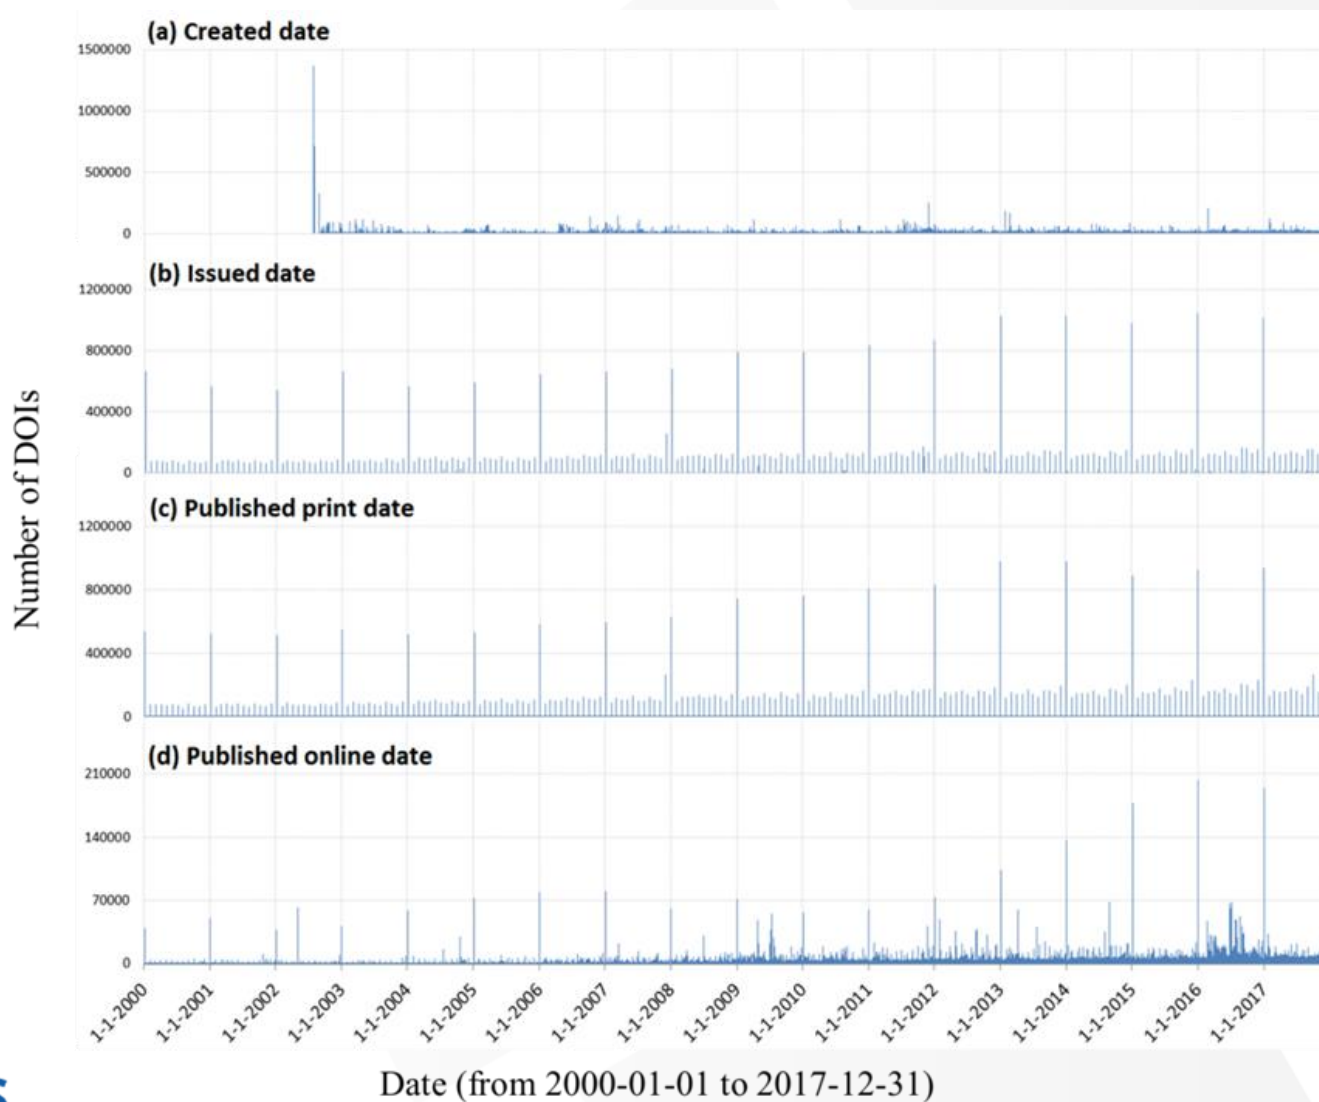 (a) Created date
1500000
1000000
500000
0
(b) Issued date
1200000
800000
400000
0
Number of DOIs
(c) Published print date
1200000
800000
400000
0
(d) Published online date
210000
140000
70000
0
1-1-2000 1-1-2001 1-1-2002 1-1-2003 1-1-2004 1-1-2005 1-1-2006 1-1-2007 1-1-2008 1-1-2009 1-1-2010 1-1-2011 1-1-2012 1-1-2013 1-1-2014 1-1-2015 1-1-2016 1-1-2017
Date (from 2000-01-01 to 2017-12-31)